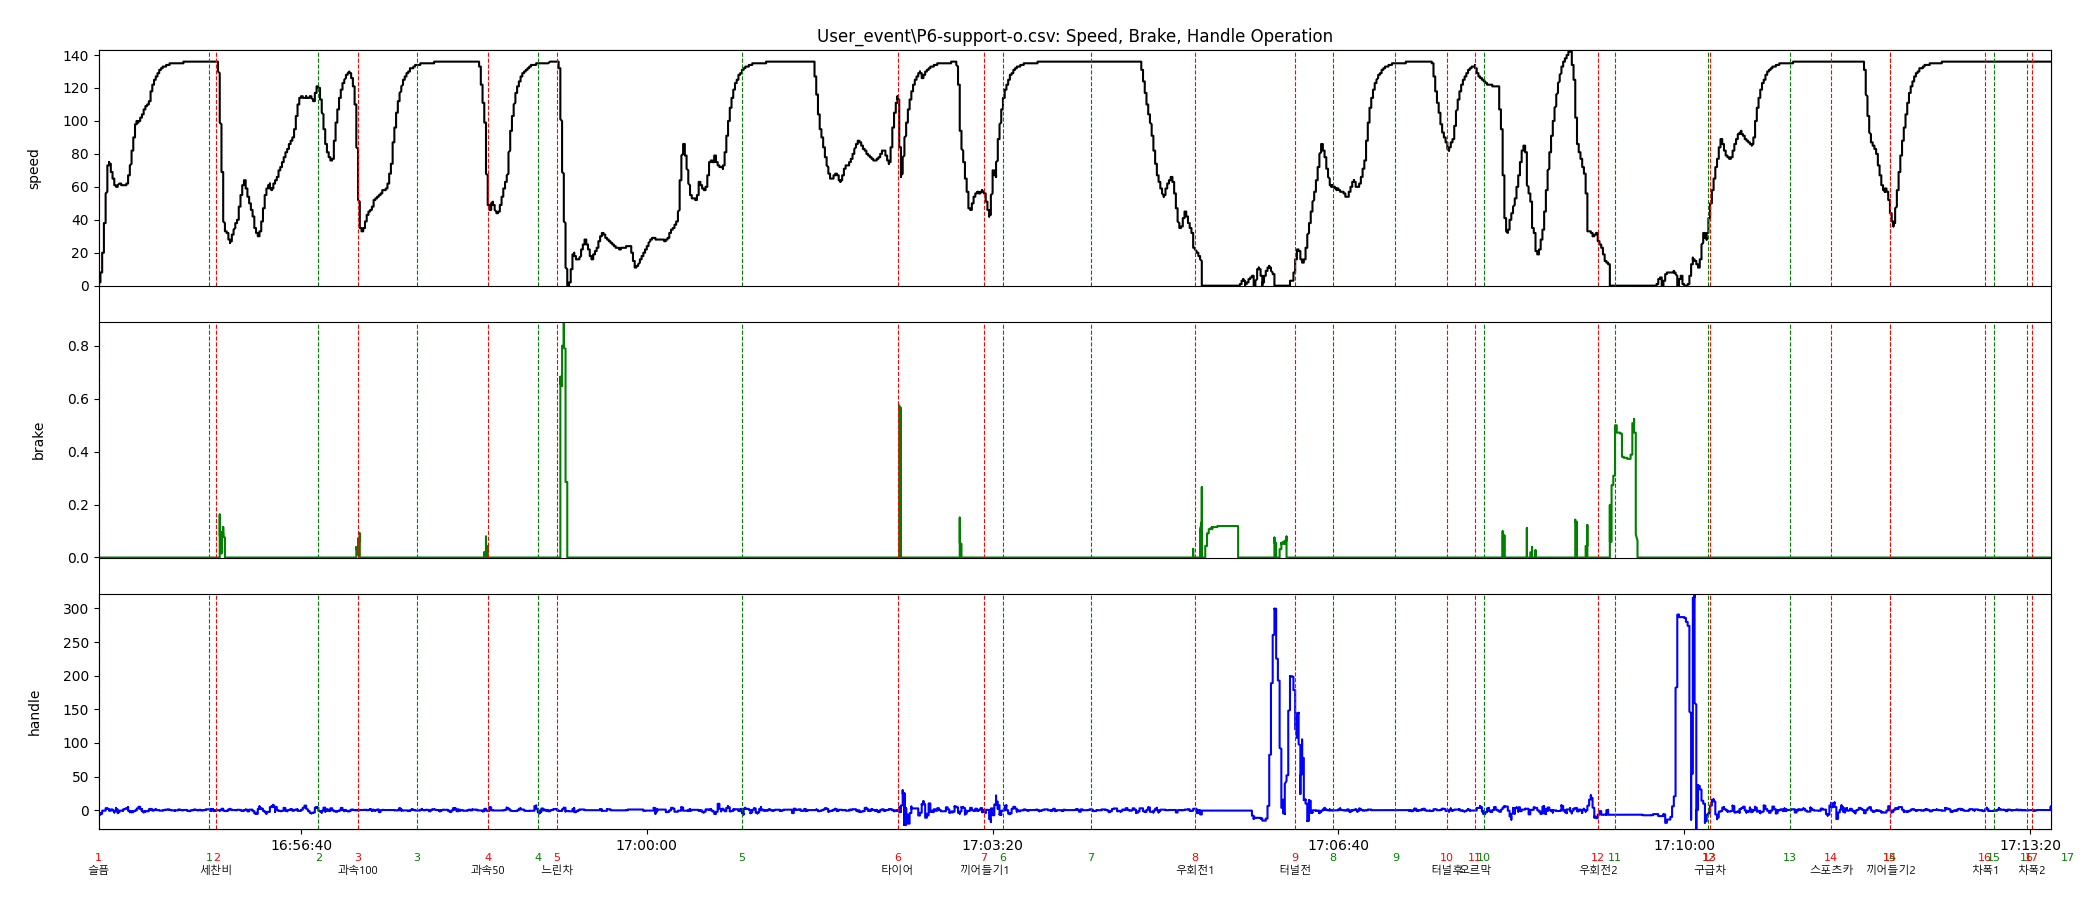 User_event\P6-support-o.csv: Speed, Brake, Handle Operation
speed
140
120
100
80
60
40
20
0
brake
0.8
0.6
0.4
0.2
0.0
handle
300
250
200
150
100
50
0
16:56:40 17:00:00 17:03:20 17:06:40 17:10:00 17:13:20
1 1 2 2 3 3 4 4 5 5 6 7 6 7 8 9 8 9 10 11 10 12 11 12 13 13 14 15 14 16 15 17 16 17
슬픔 세찬비 과속100 과속50 느린차 타이어 끼어들기1 우회전1 터널전 터널후 오르막 우회전2 구급차 스포츠카 끼어들기2 차폭1 차폭2